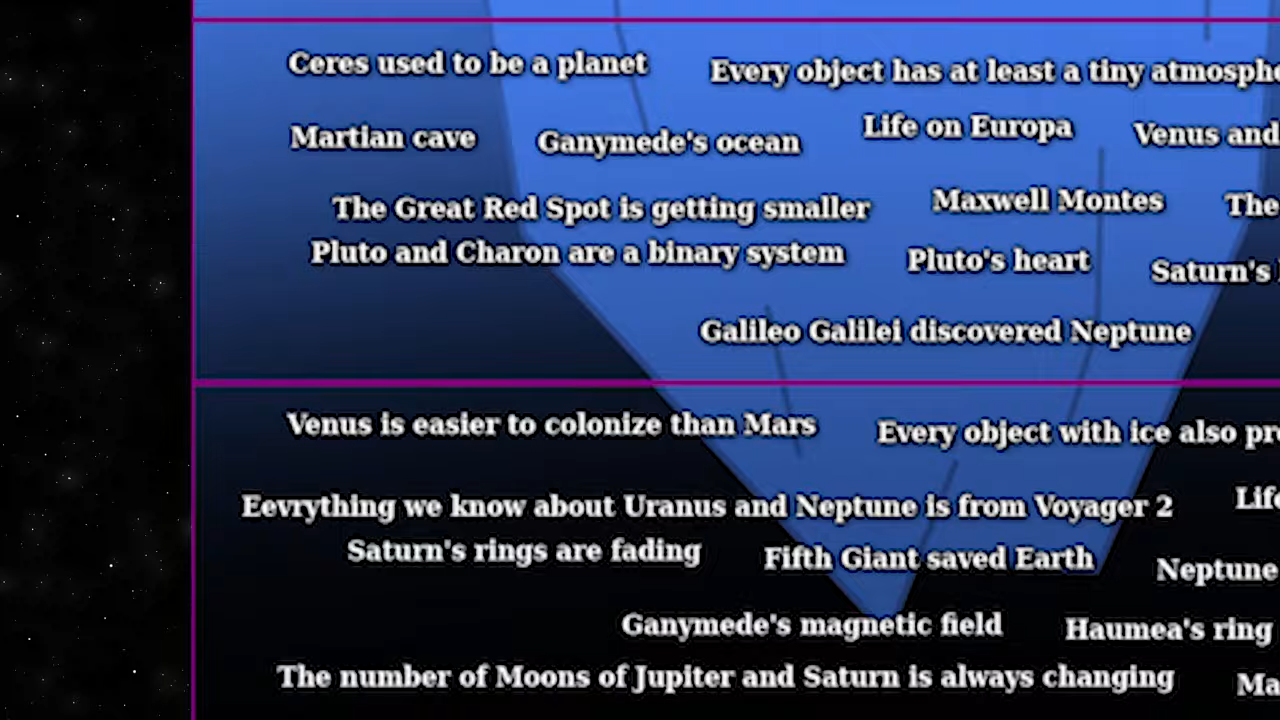 Ceres used to be a planet
Every object has at least a tiny
Martian cave
Ganymede's ocean
Life on Europa
Venus and
The Great Red Spot is getting smaller
Maxwell Montes
The
Pluto and Charon are a binary system
Pluto's heart
Saturn's
Galileo Galilei discovered Neptune
Venus is easier to colonize than Mars
Every object with ice also
Eevrything we know about Uranus and Neptune is from Voyager 2
Saturn's rings are fading
Fifth Giant saved Earth
Neptune
Ganymede's magnetic field
Haumea's ring
The number of Moons of Jupiter and Saturn is always changing